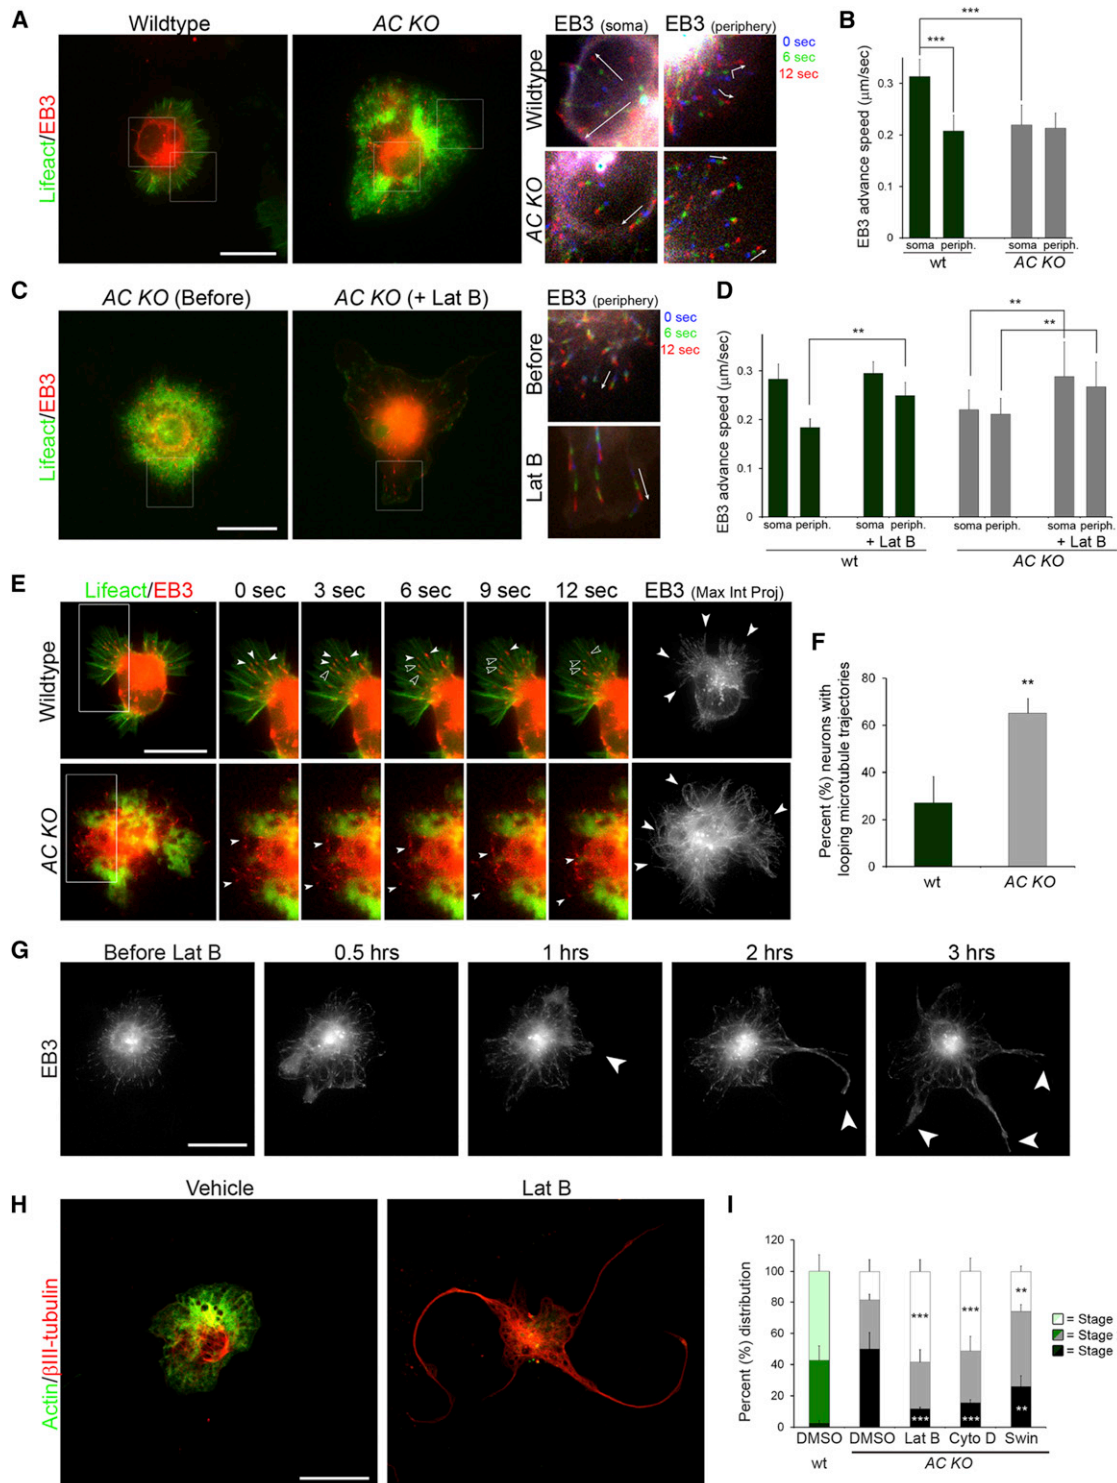 A
Wildtype
AC KO
EB3 (soma)
EB3 (periphery)
Lifeact/EB3
Wildtype
AC KO
0 sec
6 sec
12 sec
B
***
***
EB3 advance speed (μm/sec)
0.3
0.2
0.1
0
soma periph. soma periph.
wt AC KO
C
AC KO (Before)
AC KO (+ Lat B)
EB3 (periphery)
Lifeact/EB3
Before
Lat B
0 sec
6 sec
12 sec
D
**
**
**
EB3 advance speed (μm/sec)
0.3
0.2
0.1
0
soma periph. soma periph. soma periph. soma periph.
+ Lat B + Lat B
wt AC KO
E
Lifeact/EB3
0 sec
3 sec
6 sec
9 sec
12 sec
EB3 (Max Int Proj)
Wildtype
AC KO
F
**
Percent (%) neurons with
looping microtubule trajectories
80
60
40
20
0
wt AC KO
G
Before Lat B
0.5 hrs
1 hrs
2 hrs
3 hrs
EB3
H
Vehicle
Lat B
Actin/βIII-tubulin
I
Percent (%) distribution
120
100
80
60
40
20
0
***
***
**
***
***
**
= Stage
= Stage
= Stage
DMSO DMSO Lat B Cyto D Swin
wt AC KO